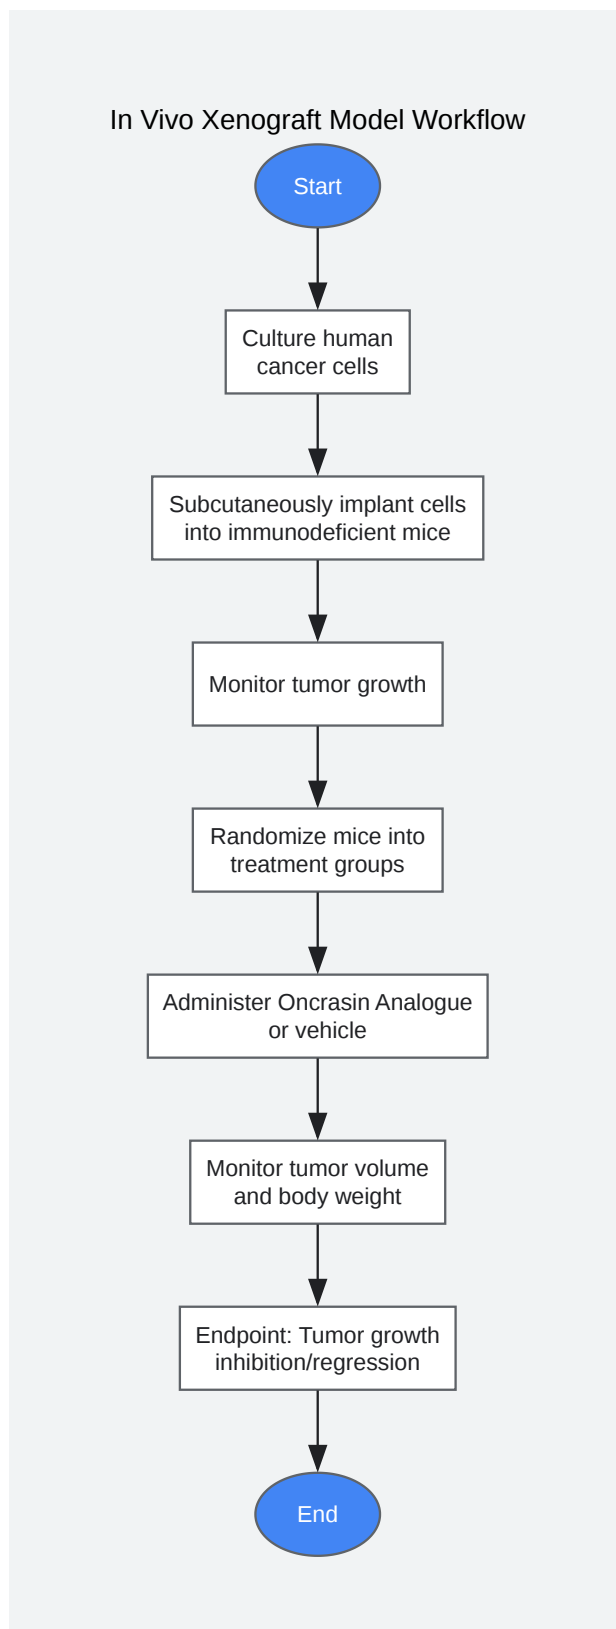 In Vivo Xenograft Model Workflow
Start
Culture human
cancer cells
Subcutaneously implant cells
into immunodeficient mice
Monitor tumor growth
Randomize mice into
treatment groups
Administer Oncrasin Analogue
or vehicle
Monitor tumor volume
and body weight
Endpoint: Tumor growth
inhibition/regression
End